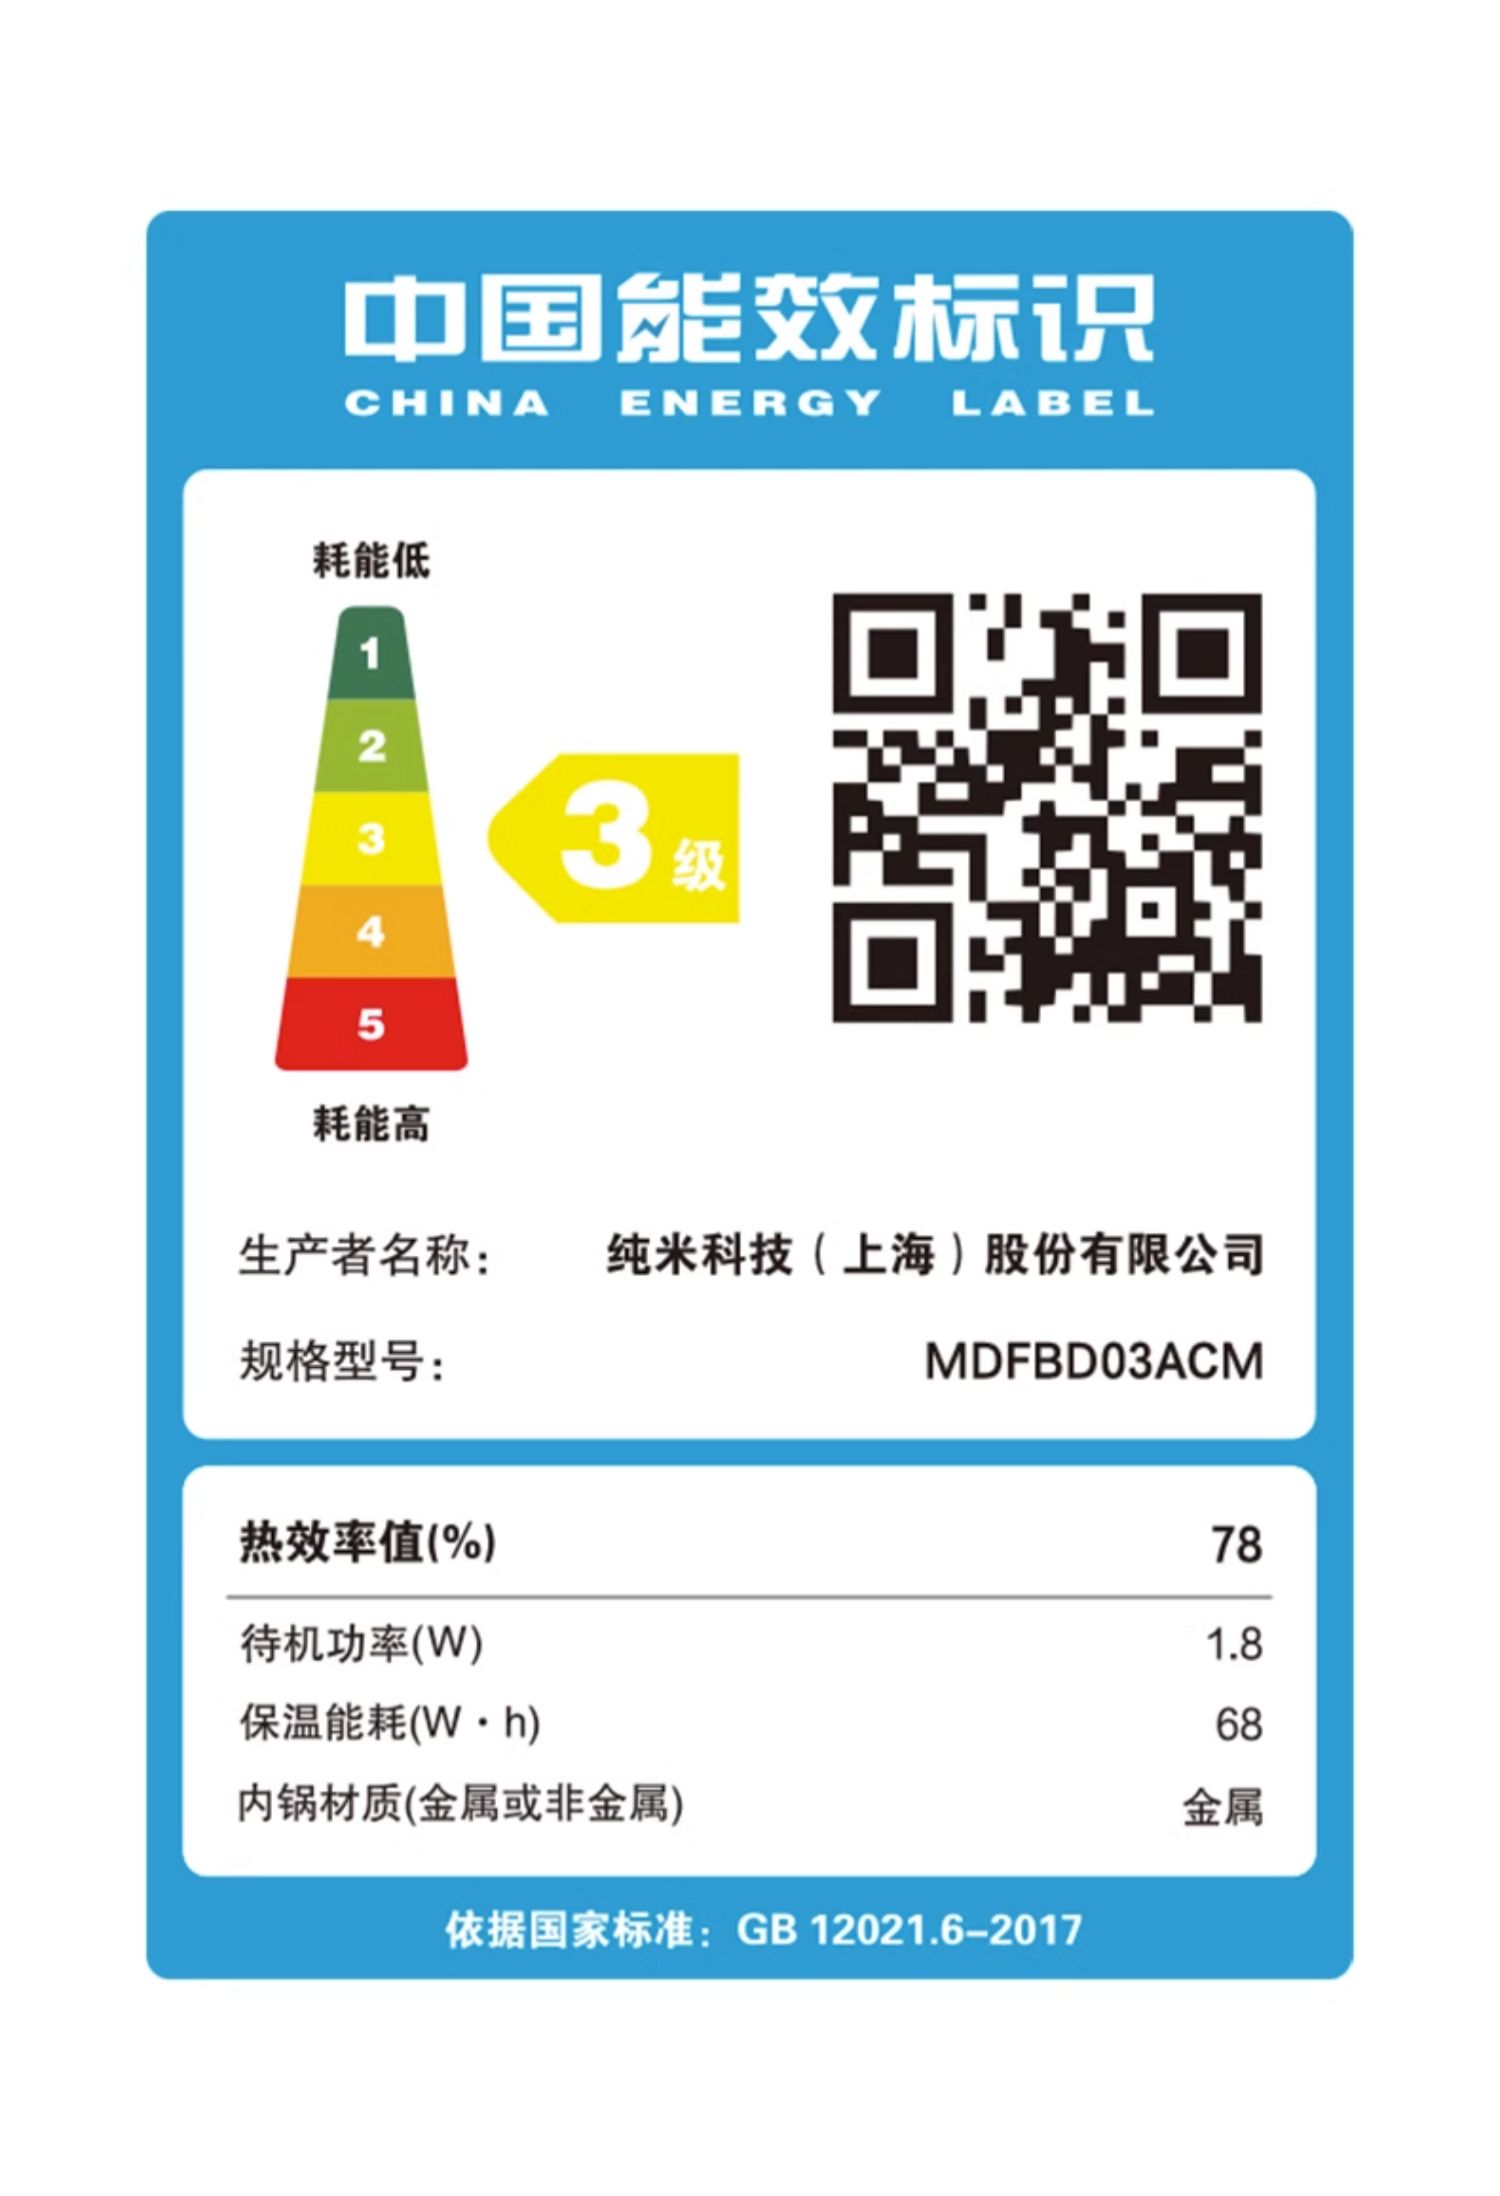 中国能效标识
CHINA ENERGY LABEL
耗能低
1
2
3
4
5
耗能高
3级
生产者名称： 纯米科技（上海）股份有限公司
规格型号： MDFBD03ACM
热效率值(%) 78
待机功率(W) 1.8
保温能耗(W·h) 68
内锅材质(金属或非金属) 金属
依据国家标准：GB 12021.6-2017